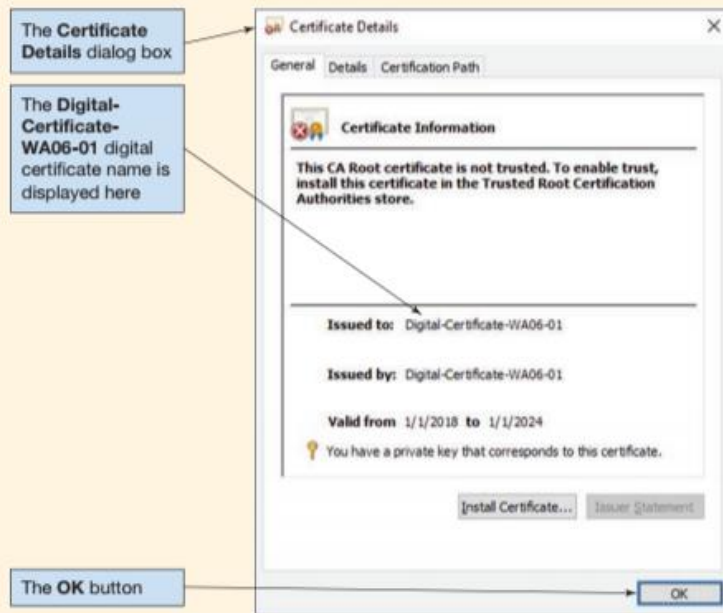 The Certificate
Details dialog box
The Digital-
Certificate-
WA06-01 digital
certificate name is
displayed here
The OK button
Certificate Details
General Details Certification Path
Certificate Information
This CA Root certificate is not trusted. To enable trust,
install this certificate in the Trusted Root Certification
Authorities store.
Issued to: Digital-Certificate-WA06-01
Issued by: Digital-Certificate-WA06-01
Valid from 1/1/2018 to 1/1/2024
You have a private key that corresponds to this certificate.
Install Certificate... Issuer Statement
OK